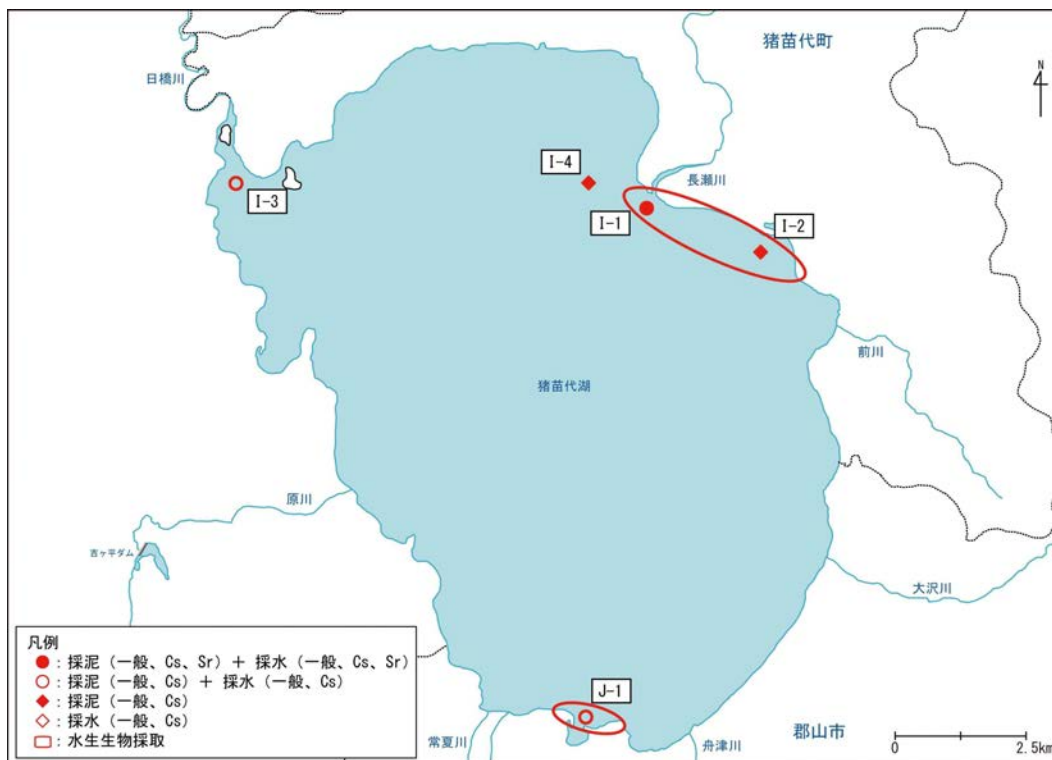 猪苗代町
日橋川
N
I-4
長瀬川
I-3
I-1
I-2
前川
猪苗代湖
原川
吉ヶ平ダム
大沢川
凡例
：採泥（一般、Cs、Sr）＋ 採水（一般、Cs、Sr）
：採泥（一般、Cs）＋ 採水（一般、Cs）
：採泥（一般、Cs）
：採水（一般、Cs）
：水生生物採取
J-1
常夏川
舟津川
郡山市
0 2.5km